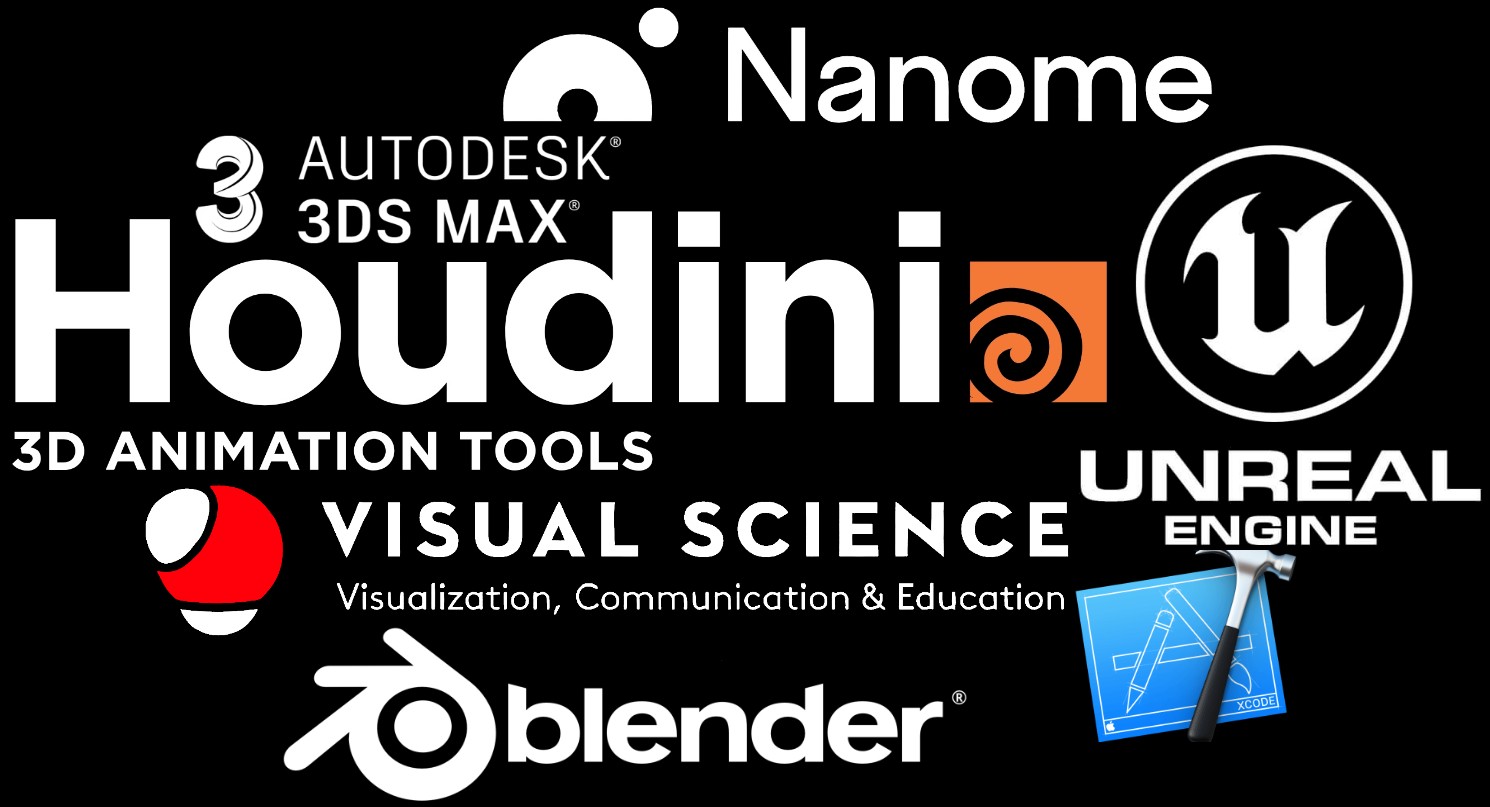 Nanome
AUTODESK®
3DS MAX®
Houdini
3D ANIMATION TOOLS
UNREAL
ENGINE
VISUAL SCIENCE
Visualization, Communication & Education
XCODE
blender®